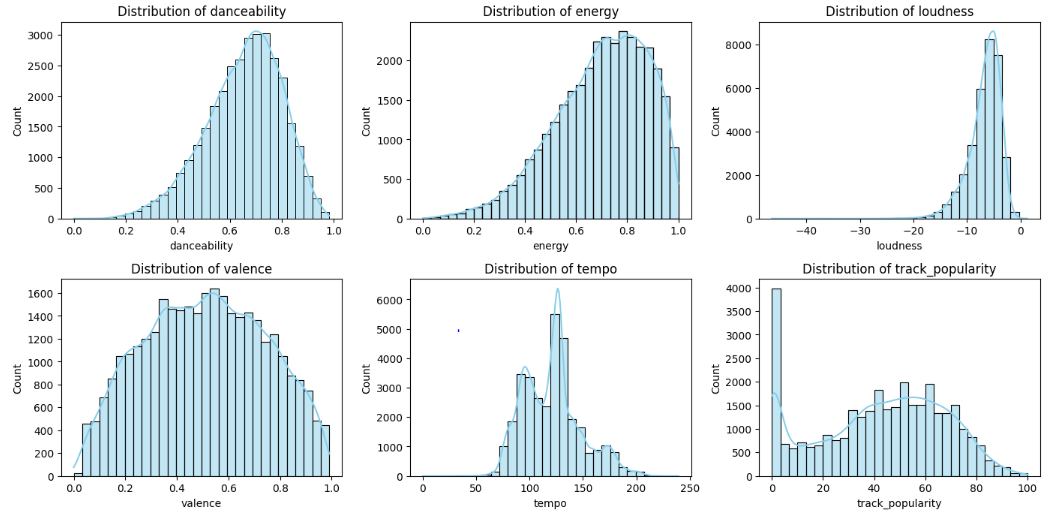 Distribution of danceability
Distribution of energy
Distribution of loudness
3000
2500
2000
1500
1000
500
0
Count
0.0 0.2 0.4 0.6 0.8 1.0
danceability
2000
1500
1000
500
0
Count
0.0 0.2 0.4 0.6 0.8 1.0
energy
8000
6000
4000
2000
0
Count
−40 −30 −20 −10 0
loudness
Distribution of valence
Distribution of tempo
Distribution of track_popularity
1600
1400
1200
1000
800
600
400
200
0
Count
0.0 0.2 0.4 0.6 0.8 1.0
valence
6000
5000
4000
3000
2000
1000
0
Count
0 50 100 150 200 250
tempo
4000
3500
3000
2500
2000
1500
1000
500
0
Count
0 20 40 60 80 100
track_popularity